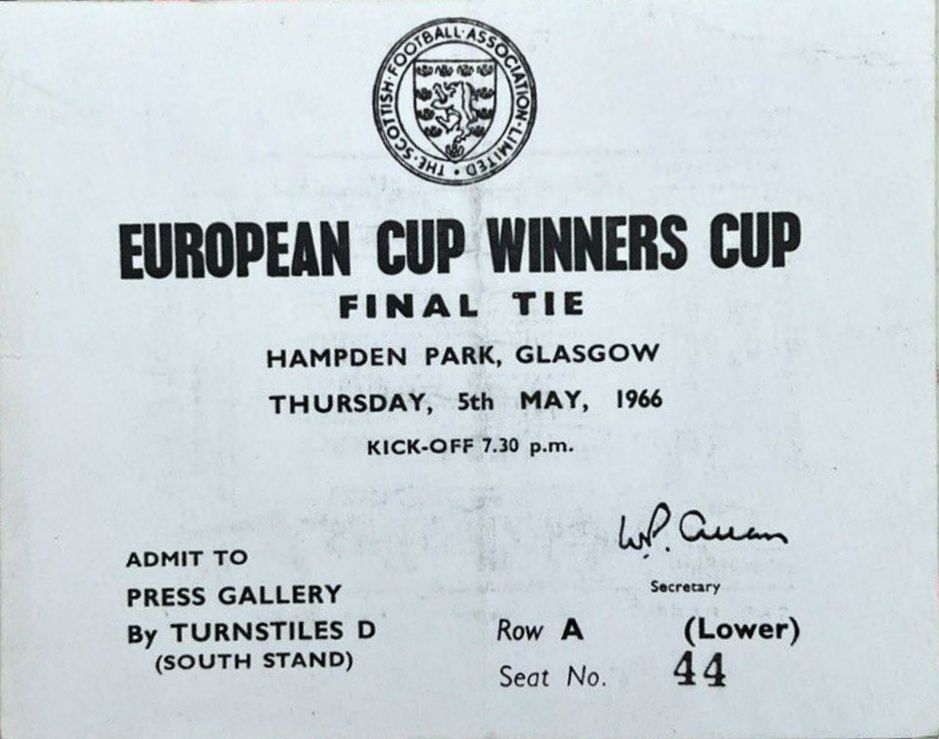 THE · SCOTTISH · FOOTBALL · ASSOCIATION · LIMITED ·
EUROPEAN CUP WINNERS CUP
FINAL TIE
HAMPDEN PARK, GLASGOW
THURSDAY, 5th MAY, 1966
KICK-OFF 7.30 p.m.
W.P. Allan
Secretary
ADMIT TO
PRESS GALLERY
By TURNSTILES D
(SOUTH STAND)
Row A (Lower)
Seat No. 44